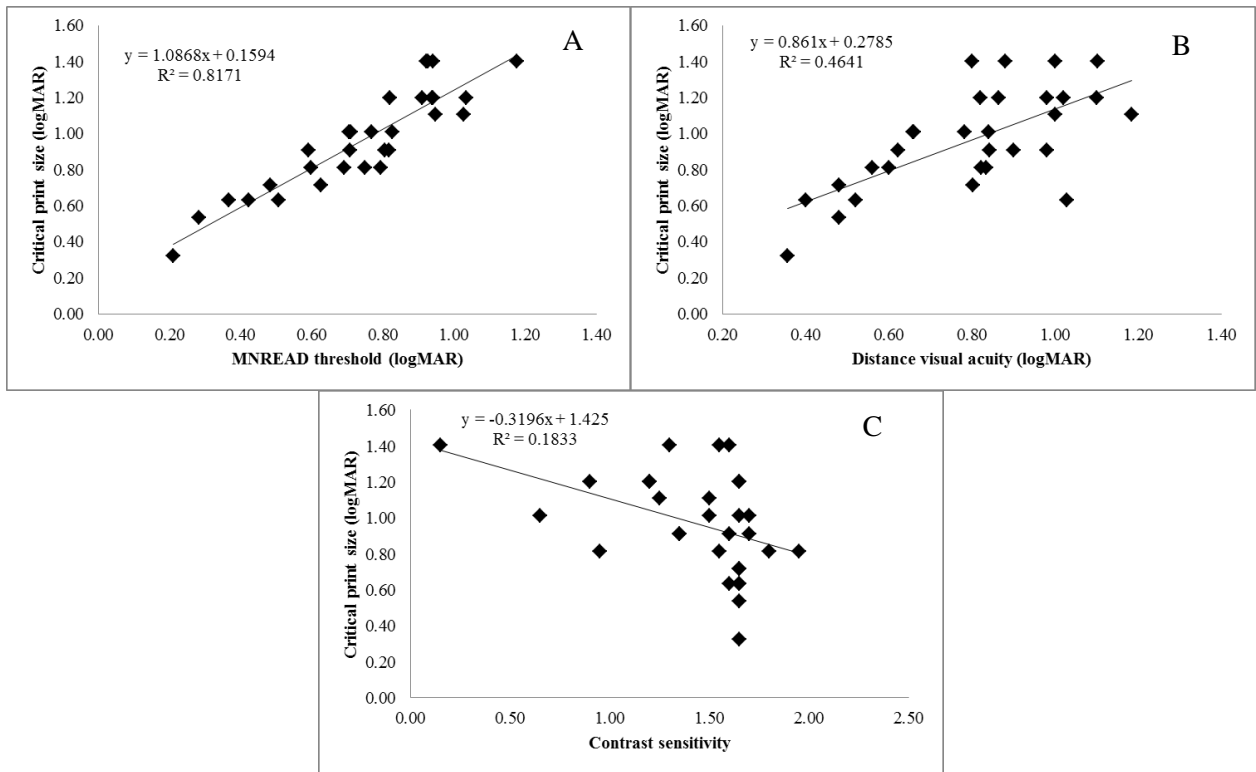 A
y = 1.0868x + 0.1594
R² = 0.8171
Critical print size (logMAR)
1.60
1.40
1.20
1.00
0.80
0.60
0.40
0.20
0.00
0.00 0.20 0.40 0.60 0.80 1.00 1.20 1.40
MNREAD threshold (logMAR)
B
y = 0.861x + 0.2785
R² = 0.4641
Critical print size (logMAR)
1.60
1.40
1.20
1.00
0.80
0.60
0.40
0.20
0.00
0.20 0.40 0.60 0.80 1.00 1.20 1.40
Distance visual acuity (logMAR)
C
y = -0.3196x + 1.425
R² = 0.1833
Critical print size (logMAR)
1.60
1.40
1.20
1.00
0.80
0.60
0.40
0.20
0.00
0.00 0.50 1.00 1.50 2.00 2.50
Contrast sensitivity